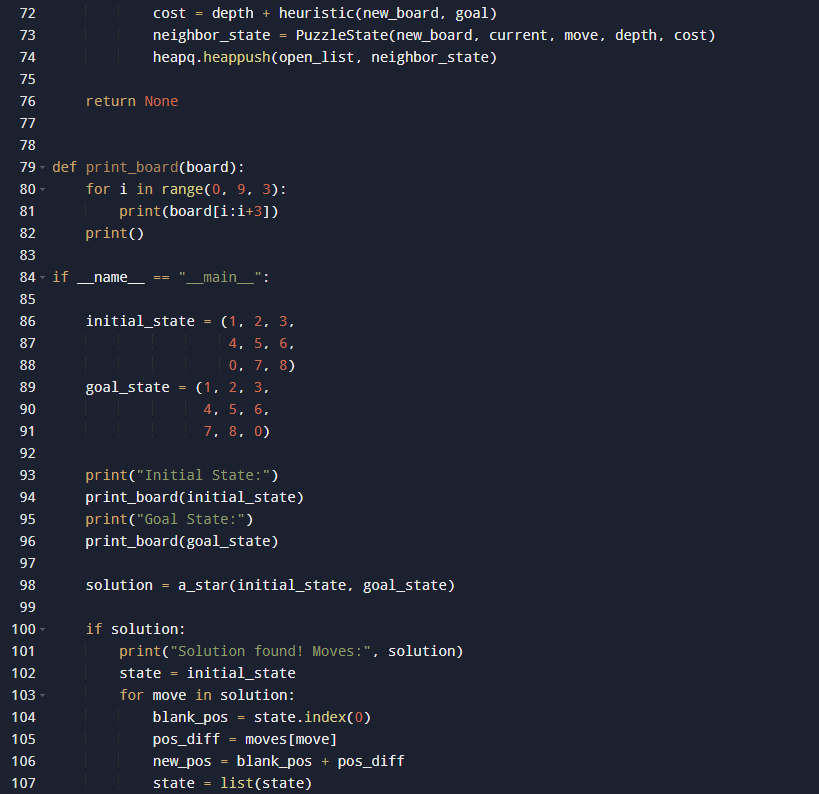 72                cost = depth + heuristic(new_board, goal)
73                neighbor_state = PuzzleState(new_board, current, move, depth, cost)
74                heapq.heappush(open_list, neighbor_state)
75
76        return None
77
78
79    def print_board(board):
80        for i in range(0, 9, 3):
81            print(board[i:i+3])
82        print()
83
84    if __name__ == "__main__":
85
86        initial_state = (1, 2, 3,
87                         4, 5, 6,
88                         0, 7, 8)
89        goal_state = (1, 2, 3,
90                      4, 5, 6,
91                      7, 8, 0)
92
93        print("Initial State:")
94        print_board(initial_state)
95        print("Goal State:")
96        print_board(goal_state)
97
98        solution = a_star(initial_state, goal_state)
99
100        if solution:
101            print("Solution found! Moves:", solution)
102            state = initial_state
103            for move in solution:
104                blank_pos = state.index(0)
105                pos_diff = moves[move]
106                new_pos = blank_pos + pos_diff
107                state = list(state)